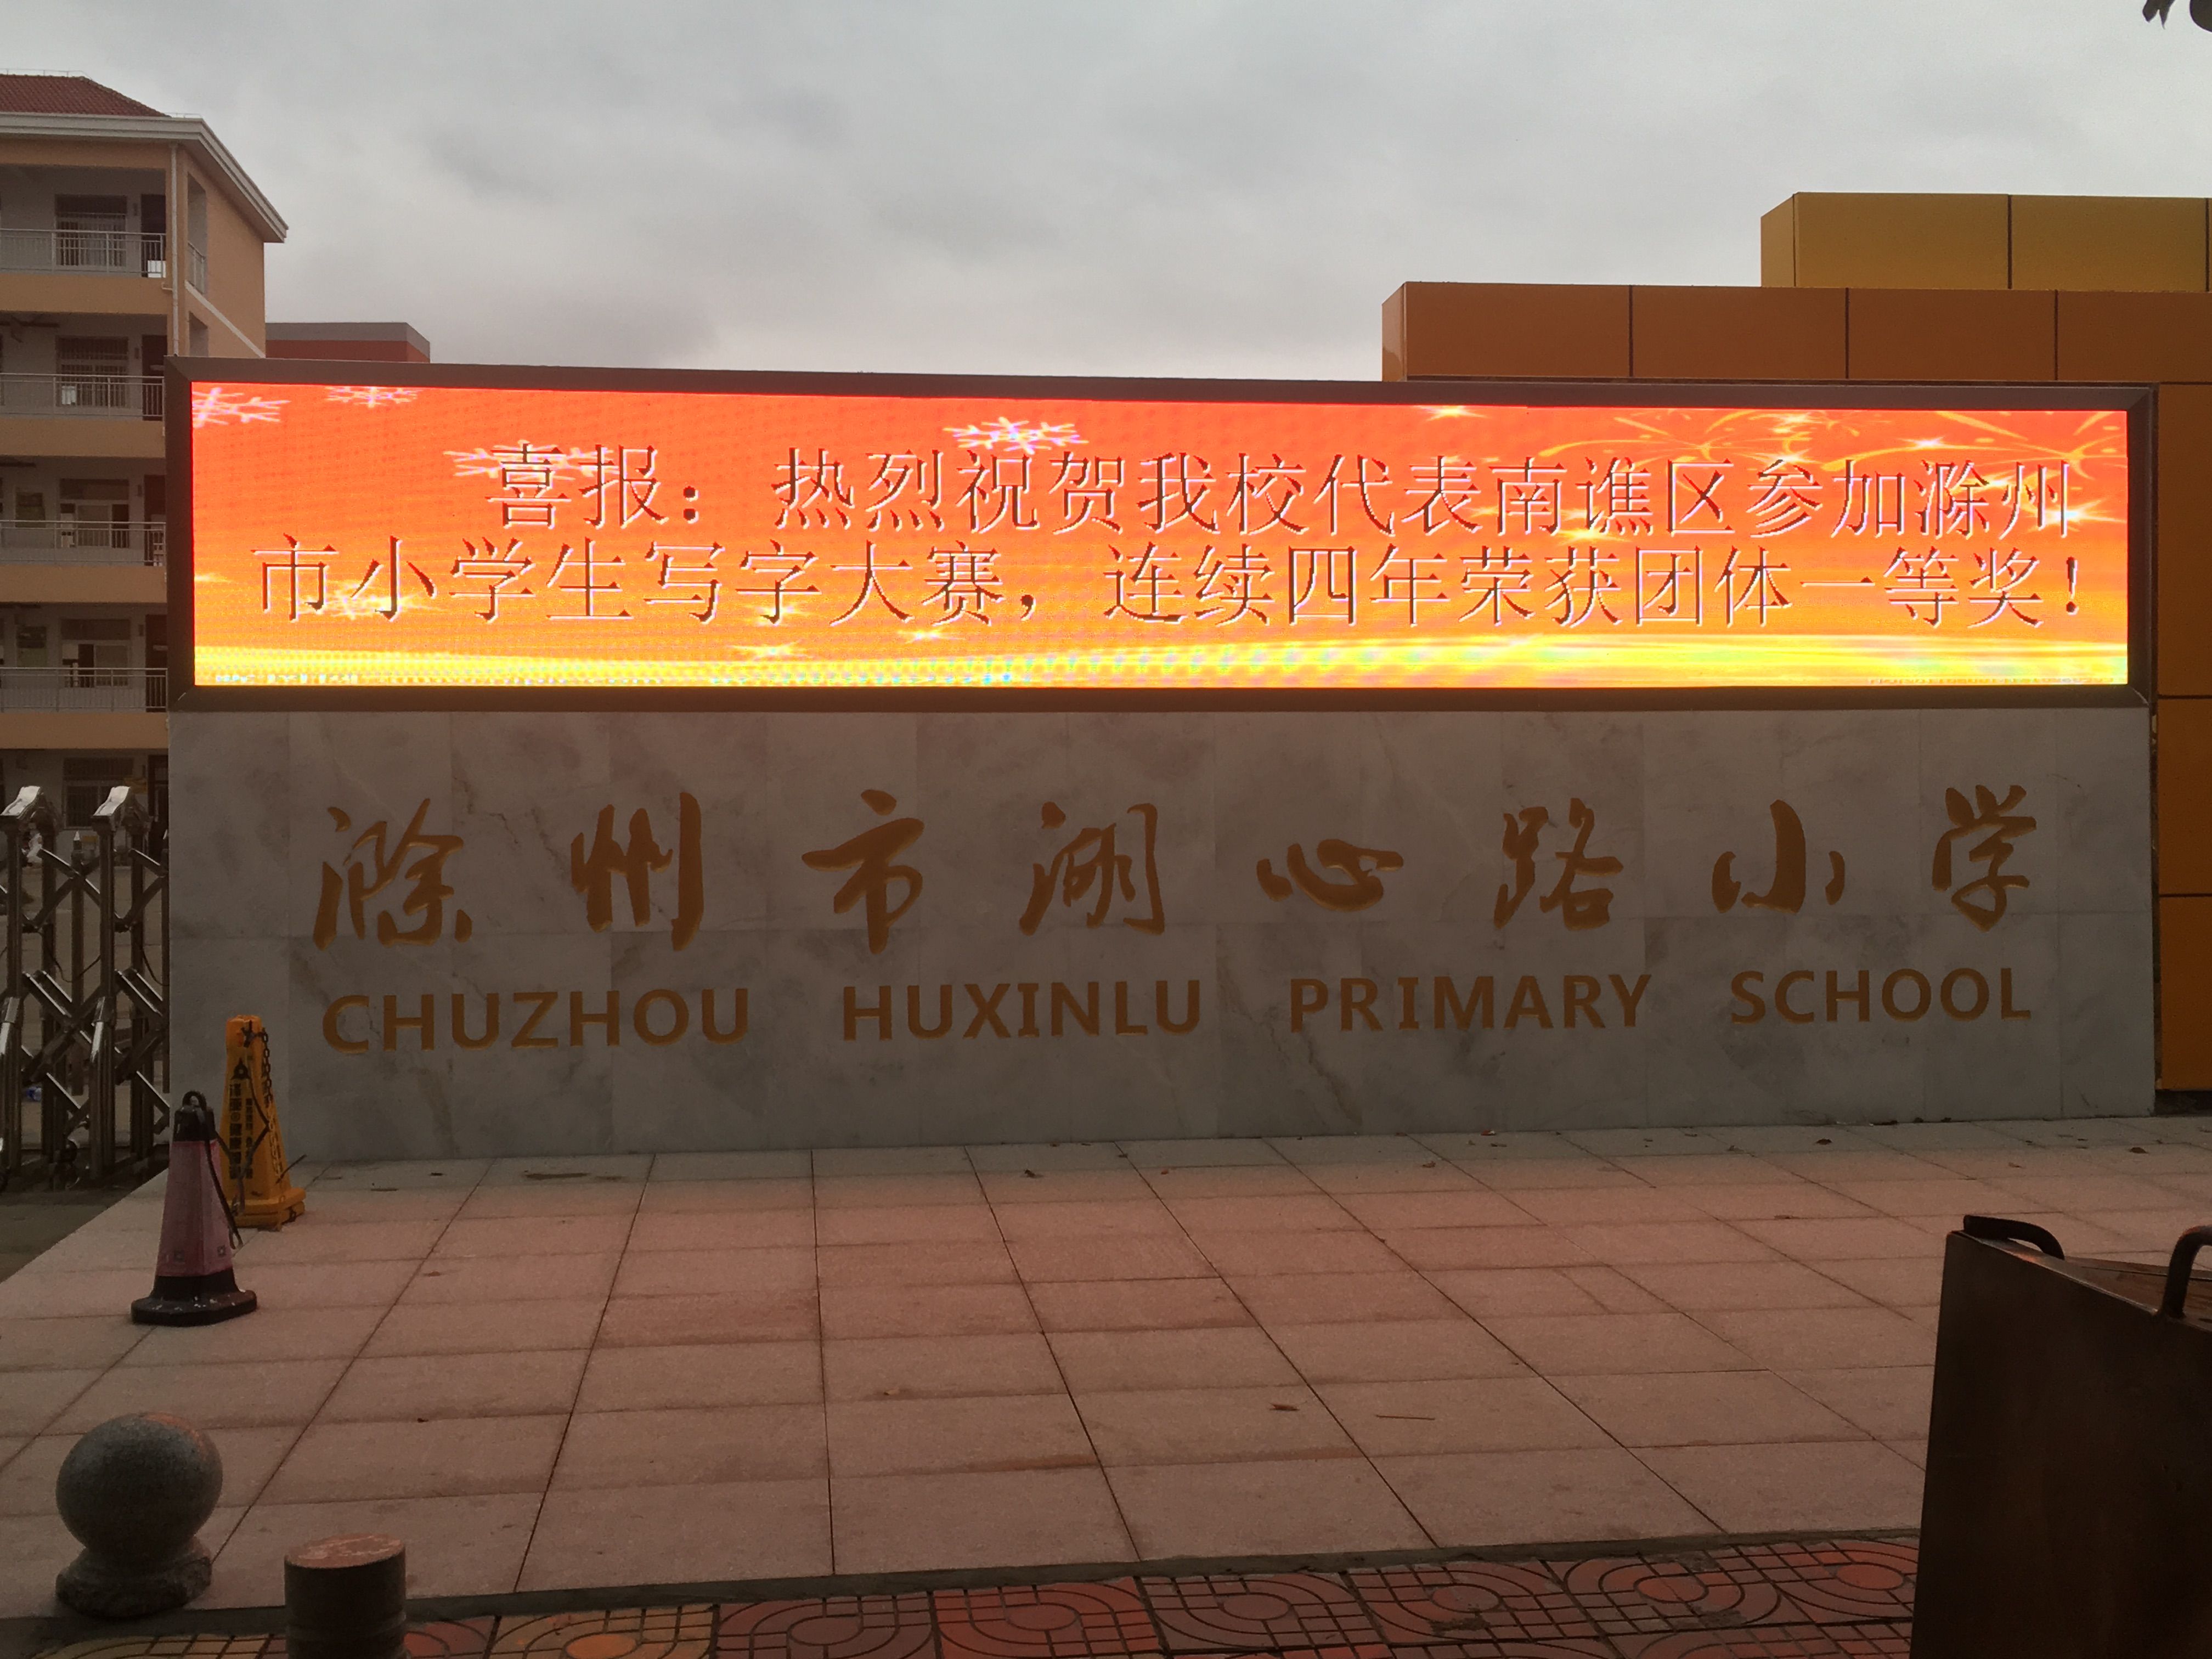 喜报：热烈祝贺我校代表南谯区参加滁州
市小学生写字大赛，连续四年荣获团体一等奖！
滁州市湖心路小学
CHUZHOU HUXINLU PRIMARY SCHOOL